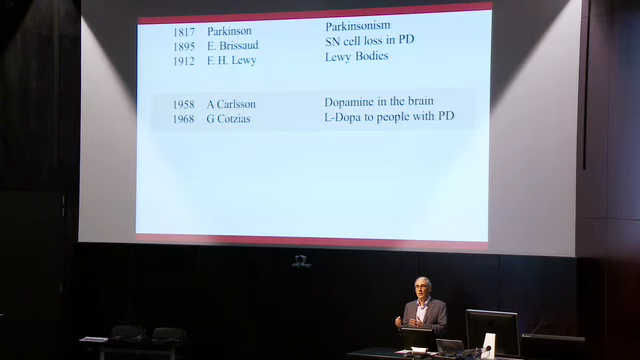 1817 Parkinson Parkinsonism
1895 E. Brissaud SN cell loss in PD
1912 F. H. Lewy Lewy Bodies
1958 A Carlsson Dopamine in the brain
1968 G Cotzias L-Dopa to people with PD